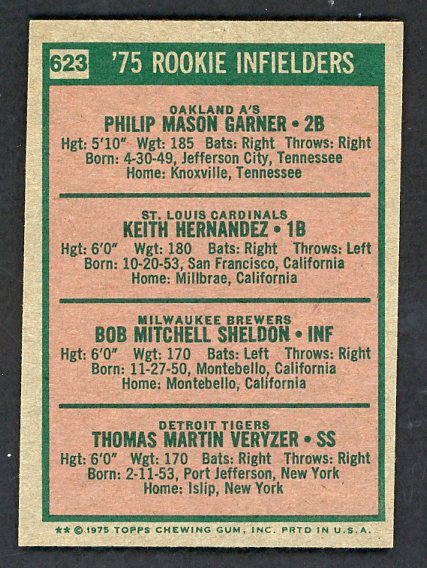 623 '75 ROOKIE INFIELDERS
OAKLAND A'S
PHILIP MASON GARNER • 2B
Hgt: 5'10" Wgt: 185 Bats: Right Throws: Right
Born: 4-30-49, Jefferson City, Tennessee
Home: Knoxville, Tennessee
ST. LOUIS CARDINALS
KEITH HERNANDEZ • 1B
Hgt: 6'0" Wgt: 180 Bats: Right Throws: Left
Born: 10-20-53, San Francisco, California
Home: Millbrae, California
MILWAUKEE BREWERS
BOB MITCHELL SHELDON • INF
Hgt: 6'0" Wgt: 170 Bats: Left Throws: Right
Born: 11-27-50, Montebello, California
Home: Montebello, California
DETROIT TIGERS
THOMAS MARTIN VERYZER • SS
Hgt: 6'0" Wgt: 170 Bats: Right Throws: Right
Born: 2-11-53, Port Jefferson, New York
Home: Islip, New York
** © 1975 TOPPS CHEWING GUM, INC. PRTD IN U.S.A.